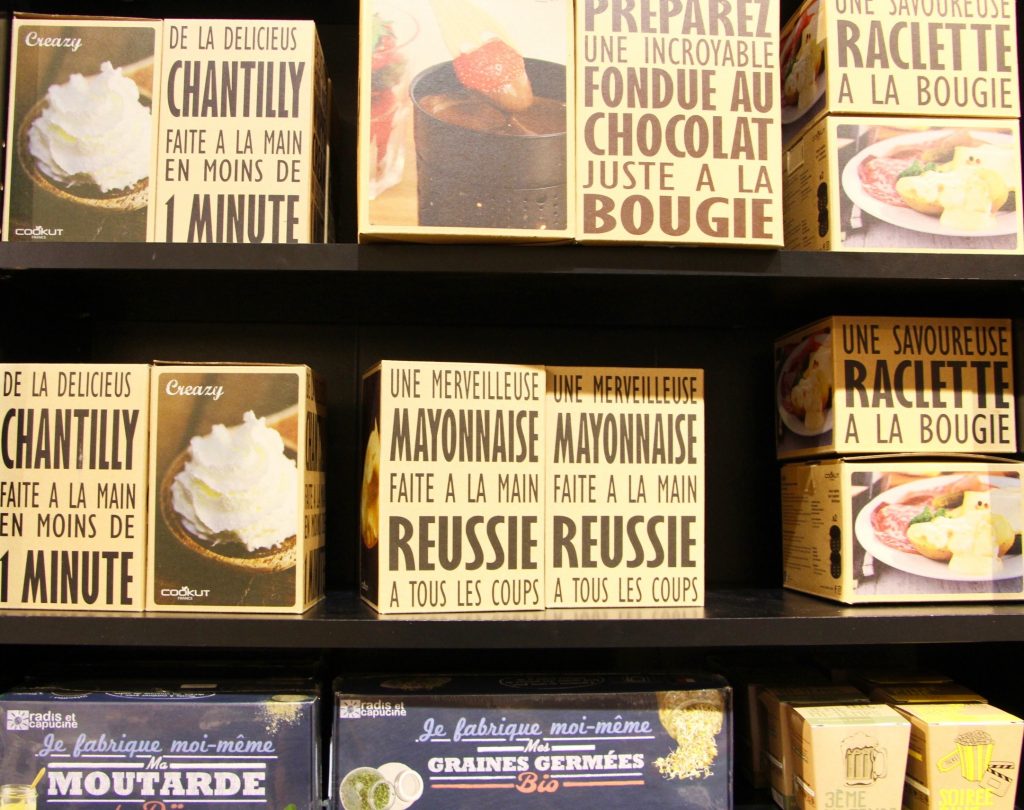 Creazy
COOKUT
FRANCE
DE LA DELICIEUS
CHANTILLY
FAITE A LA MAIN
EN MOINS DE
1 MINUTE
PREPAREZ
UNE INCROYABLE
FONDUE AU
CHOCOLAT
JUSTE A LA
BOUGIE
UNE SAVOUREUSE
RACLETTE
A LA BOUGIE
DE LA DELICIEUS
CHANTILLY
FAITE A LA MAIN
EN MOINS DE
1 MINUTE
Creazy
COOKUT
FRANCE
UNE MERVEILLEUSE
MAYONNAISE
FAITE A LA MAIN
REUSSIE
A TOUS LES COUPS
UNE MERVEILLEUSE
MAYONNAISE
FAITE A LA MAIN
REUSSIE
A TOUS LES COUPS
UNE SAVOUREUSE
RACLETTE
A LA BOUGIE
radis et
capucine
Je fabrique moi-même
Ma
MOUTARDE
radis et
capucine
Je fabrique moi-même
Mes
GRAINES GERMÉES
Bio
3ÈME
SOIRÉE